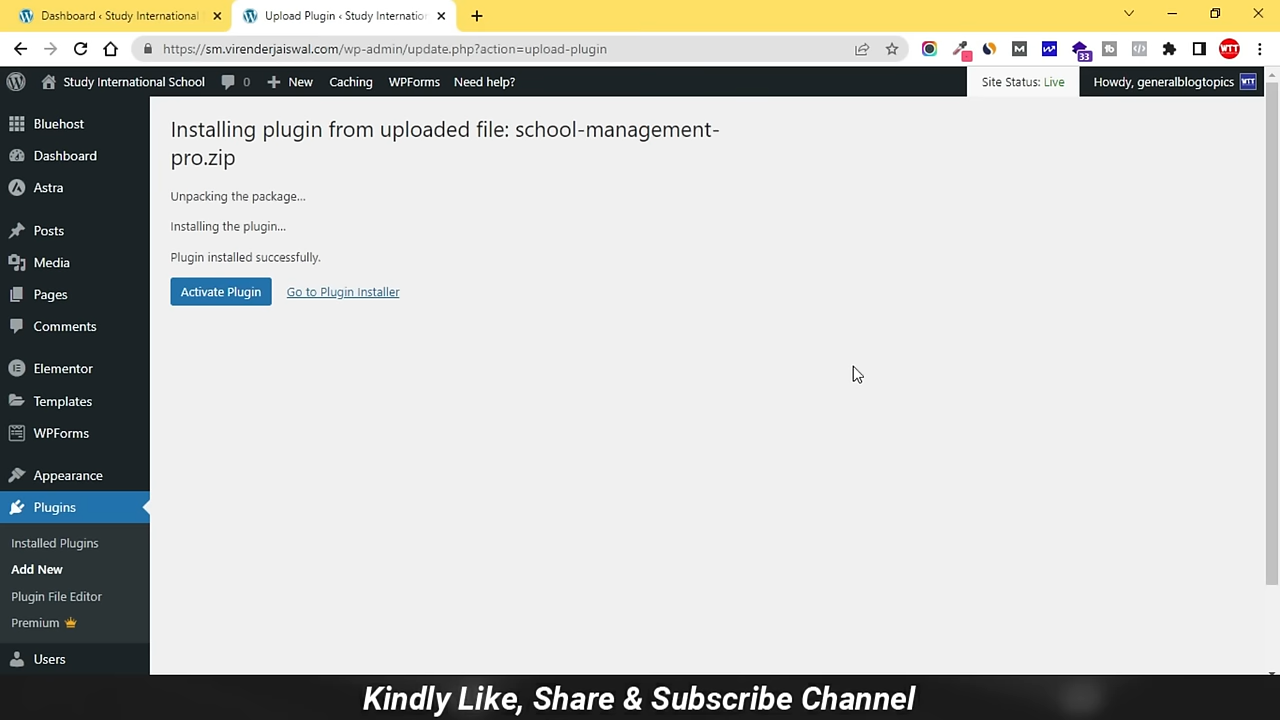 Dashboard ‹ Study International
Upload Plugin ‹ Study Internation
https://sm.virenderjaiswal.com/wp-admin/update.php?action=upload-plugin
33
WTT
Study International School
0
New
Caching
WPForms
Need help?
Site Status: Live
Howdy, generalblogtopics
WTT
Bluehost
Dashboard
Astra
Posts
Media
Pages
Comments
Elementor
Templates
WPForms
Appearance
Plugins
Installed Plugins
Add New
Plugin File Editor
Premium
Users
Installing plugin from uploaded file: school-management-
pro.zip
Unpacking the package...
Installing the plugin...
Plugin installed successfully.
Activate Plugin
Go to Plugin Installer
Kindly Like, Share & Subscribe Channel